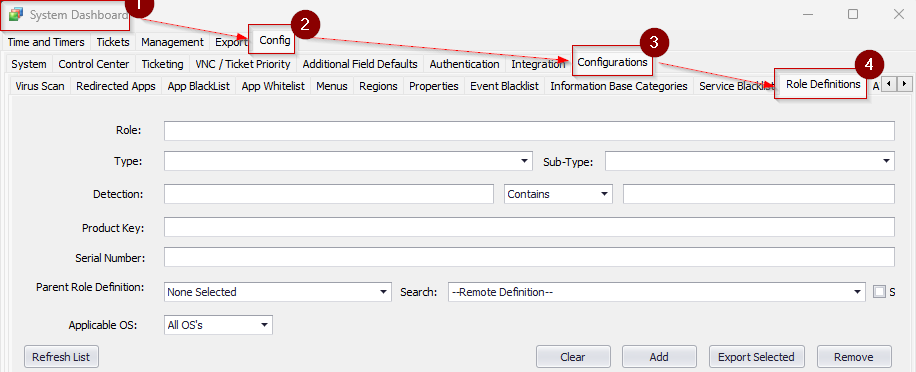 System Dashboard 1
Time and Timers Tickets Management Export Config 2
System Control Center Ticketing VNC / Ticket Priority Additional Field Defaults Authentication Integration Configurations 3
Virus Scan Redirected Apps App BlackList App Whitelist Menus Regions Properties Event Blacklist Information Base Categories Service Blacklist Role Definitions 4 A
Role:
Type: Sub-Type:
Detection: Contains
Product Key:
Serial Number:
Parent Role Definition: None Selected Search: --Remote Definition-- S
Applicable OS: All OS's
Refresh List Clear Add Export Selected Remove